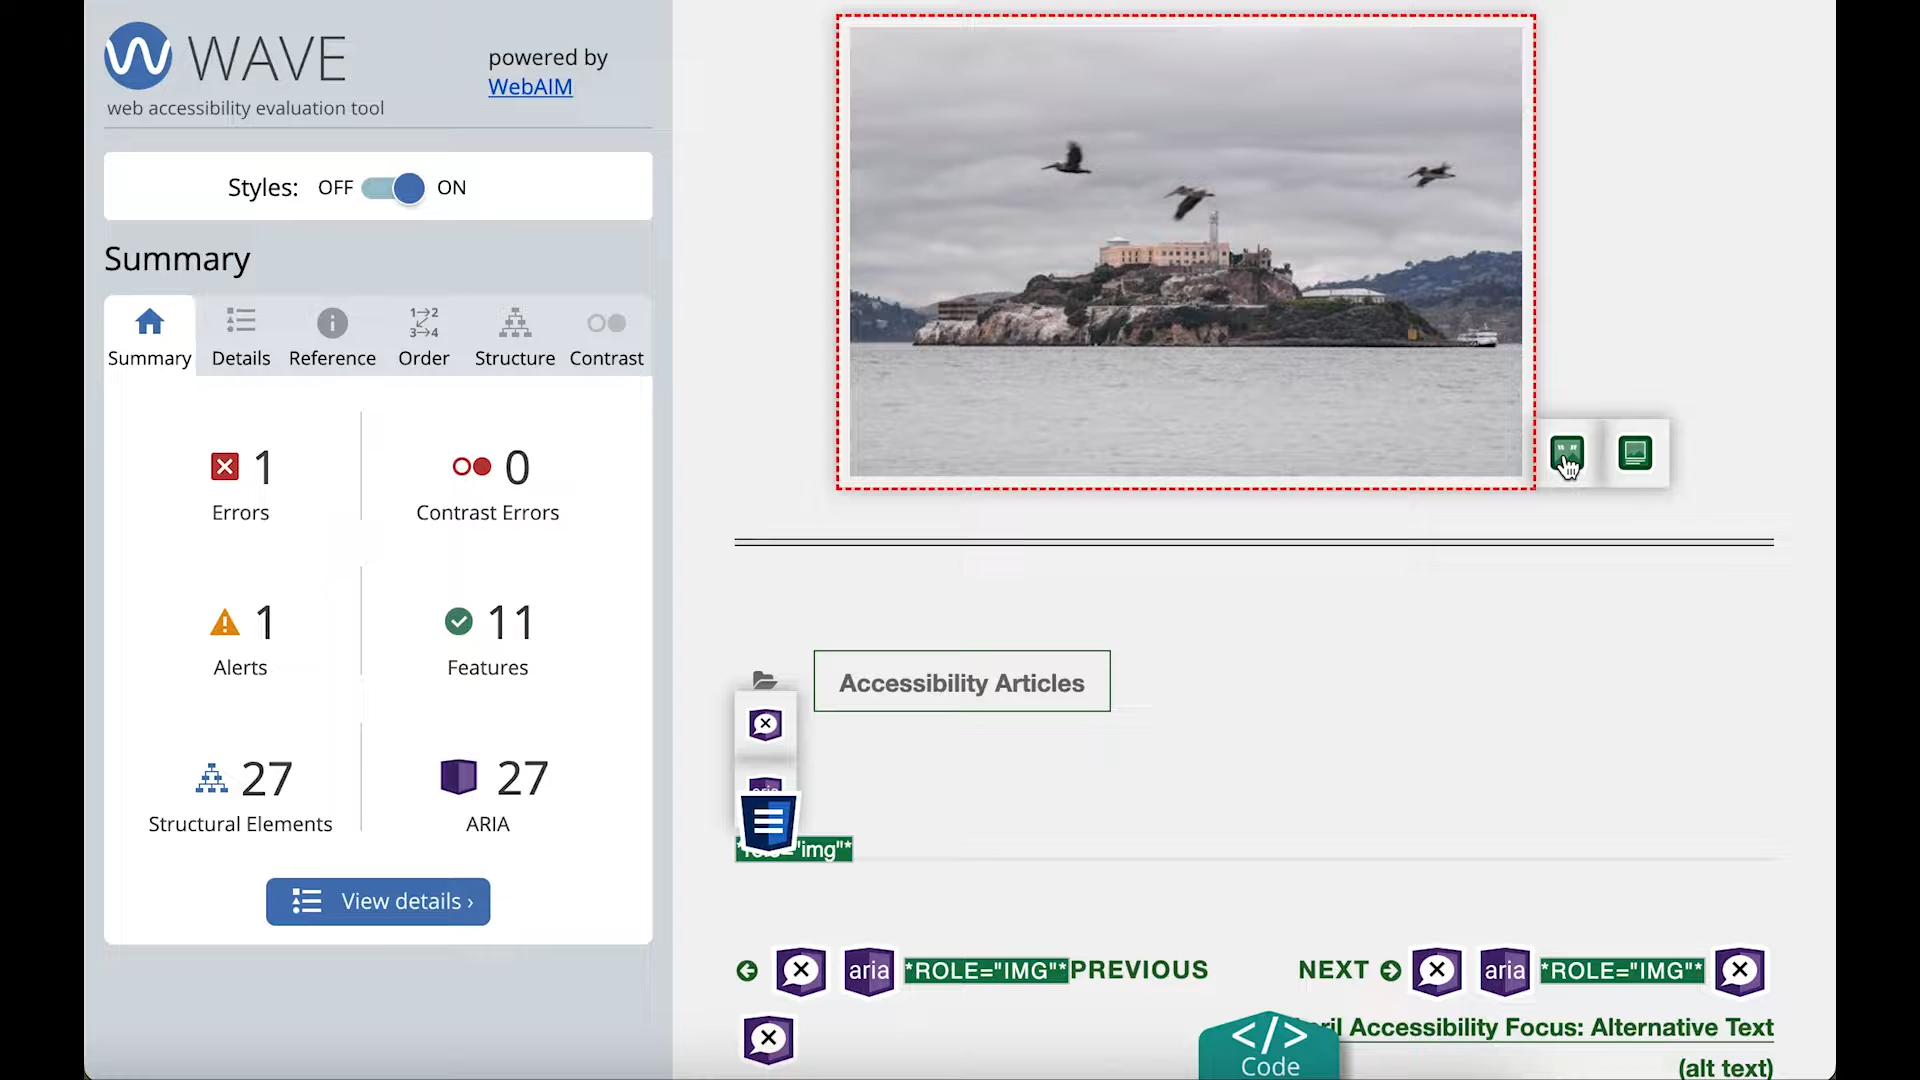 WAVE
web accessibility evaluation tool
powered by
WebAIM
Styles: OFF ON
Summary
Summary Details Reference Order Structure Contrast
1 Errors
0 Contrast Errors
1 Alerts
11 Features
27 Structural Elements
27 ARIA
View details ›
Accessibility Articles
"img"*
aria *ROLE="IMG"*PREVIOUS
NEXT aria *ROLE="IMG"*
Accessibility Focus: Alternative Text
(alt text)
</> Code